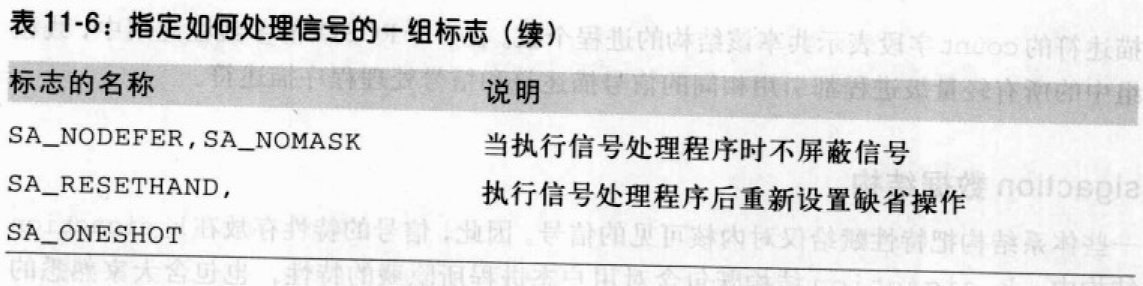 表 11-6：指定如何处理信号的一组标志（续）
标志的名称 说明
SA_NODEFER, SA_NOMASK 当执行信号处理程序时不屏蔽信号
SA_RESETHAND, 执行信号处理程序后重新设置缺省操作
SA_ONESHOT